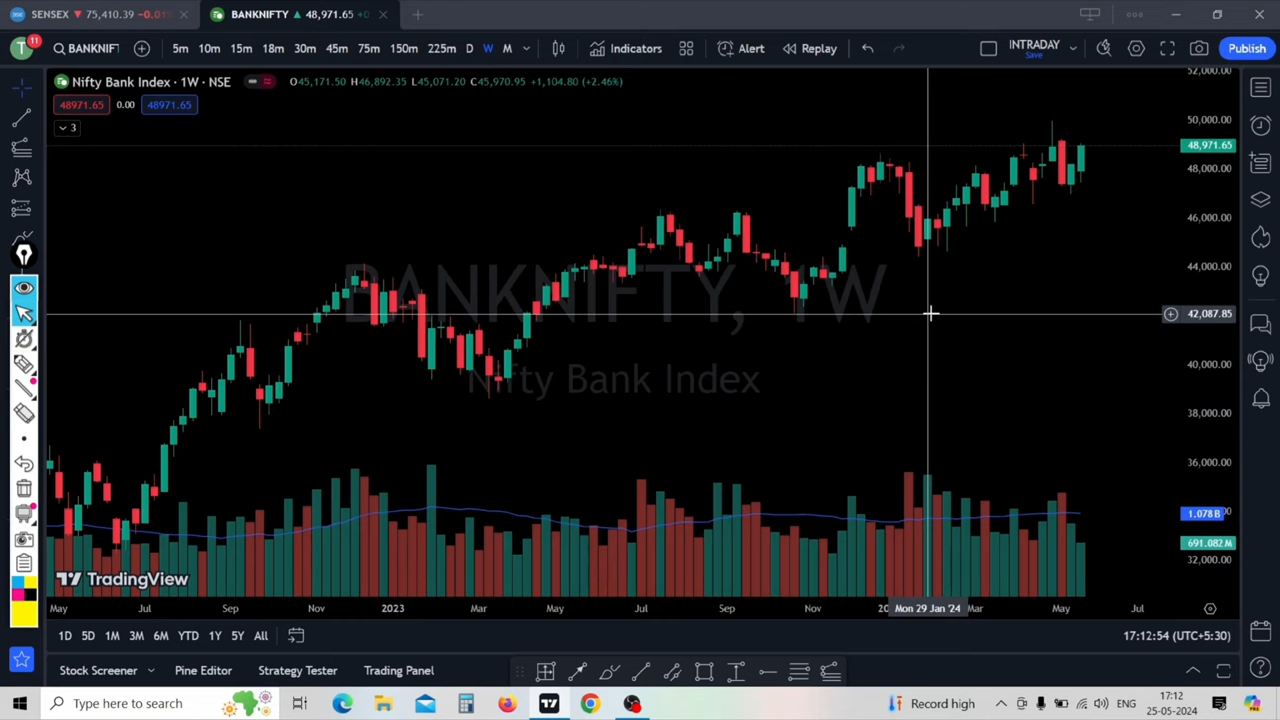 SENSEX ▼ 75,410.39 −0.01%
BANKNIFTY ▲ 48,971.65 +0
T
11
BANKNIFT
5m 10m 15m 18m 30m 45m 75m 150m 225m D W M
Indicators
Alert
Replay
INTRADAY
Save
Publish
Nifty Bank Index · 1W · NSE
O45,171.50 H46,892.35 L45,071.20 C45,970.95 +1,104.80 (+2.46%)
48971.65 0.00 48971.65
3
BANKNIFTY, 1W
Nifty Bank Index
52,000.00
50,000.00
48,971.65
48,000.00
46,000.00
44,000.00
42,087.85
40,000.00
38,000.00
36,000.00
1.078B
691.082M
32,000.00
TradingView
May Jul Sep Nov 2023 Mar May Jul Sep Nov 20 Mon 29 Jan '24 Mar May Jul
1D 5D 1M 3M 6M YTD 1Y 5Y All
17:12:54 (UTC+5:30)
Stock Screener Pine Editor Strategy Tester Trading Panel
Type here to search
Record high
ENG
17:12
25-05-2024